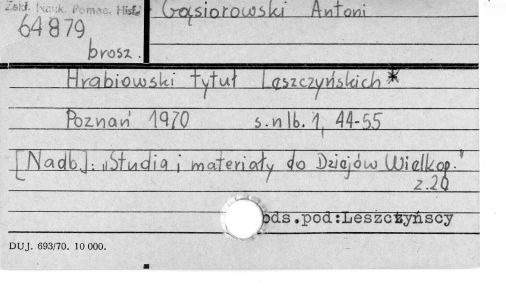 Zakł. Nauk. Pomoc. Hist. Gąsiorowski Antoni
64879
brosz.
Hrabiowski tytuł Leszczyńskich*
Poznań 1970 s. nlb. 1, 44-55
[Nadb.]: "Studia i materiały do Dziejów Wielkop."
z.20
ods.pod:Leszczyńscy
DUJ. 693/70. 10 000.